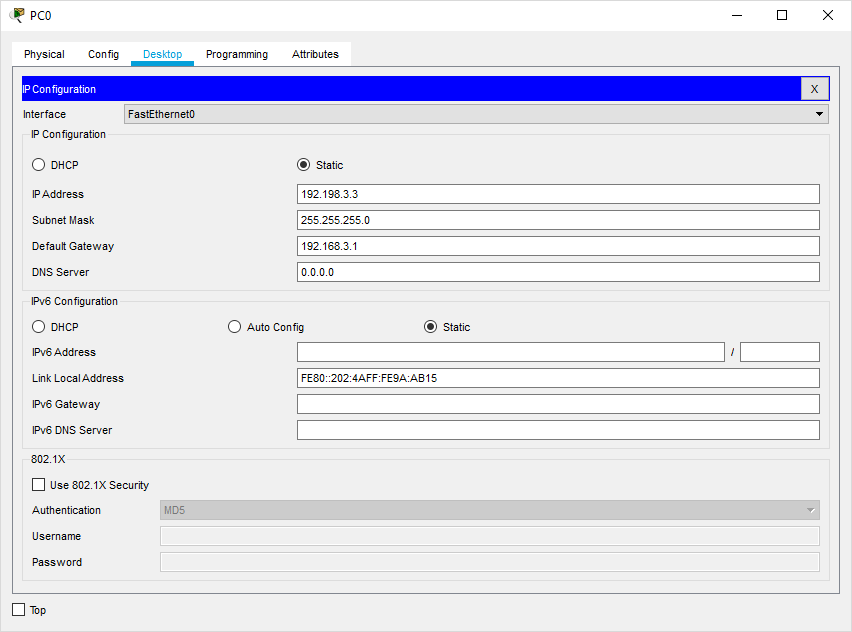 PC0
Physical Config Desktop Programming Attributes
IP Configuration X
Interface FastEthernet0
IP Configuration
DHCP Static
IP Address 192.198.3.3
Subnet Mask 255.255.255.0
Default Gateway 192.168.3.1
DNS Server 0.0.0.0
IPv6 Configuration
DHCP Auto Config Static
IPv6 Address /
Link Local Address FE80::202:4AFF:FE9A:AB15
IPv6 Gateway
IPv6 DNS Server
802.1X
Use 802.1X Security
Authentication MD5
Username
Password
Top